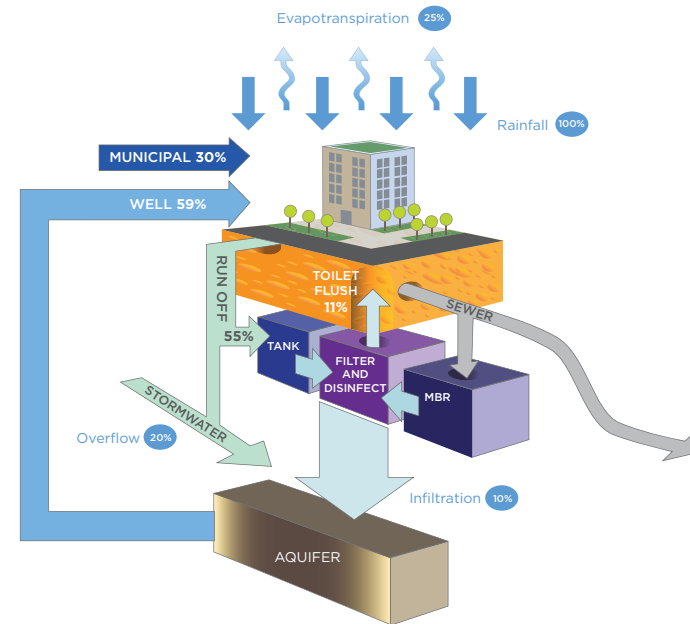 Evapotranspiration 25%
Rainfall 100%
MUNICIPAL 30%
WELL 59%
RUN OFF
55%
TOILET
FLUSH
11%
SEWER
TANK
FILTER
AND
DISINFECT
MBR
STORMWATER
Overflow 20%
Infiltration 10%
AQUIFER